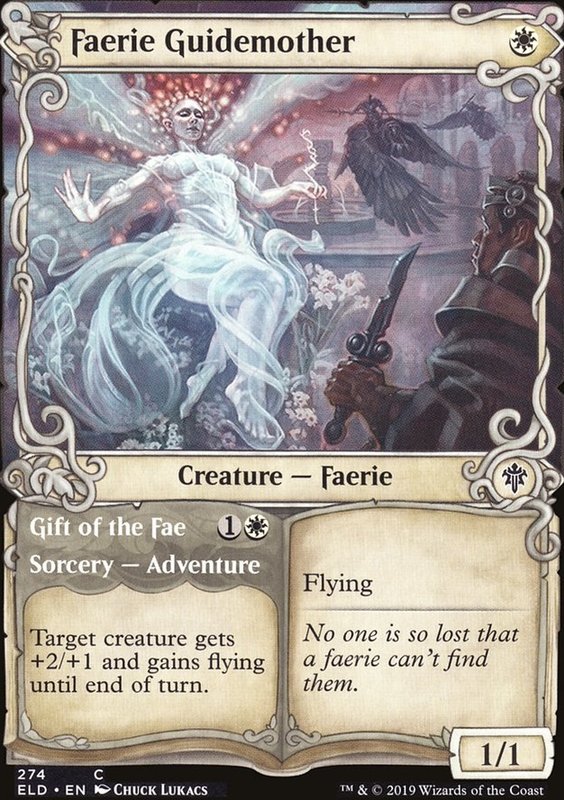 Faerie Guidemother
Creature — Faerie
Gift of the Fae 1
Sorcery — Adventure
Target creature gets
+2/+1 and gains flying
until end of turn.
Flying
No one is so lost that
a faerie can't find
them.
1/1
274 C
ELD • EN Chuck Lukacs
™ & © 2019 Wizards of the Coast